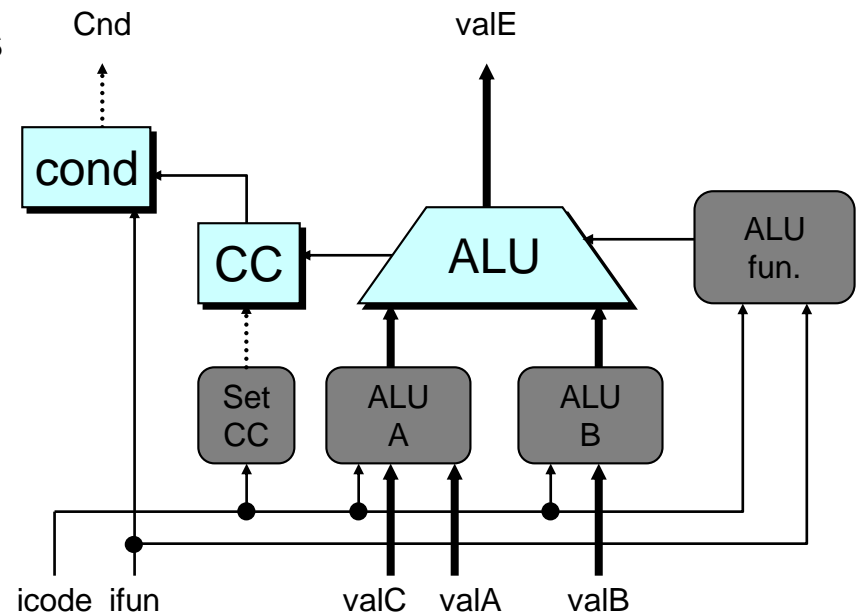 Cnd
valE
s
cond
CC
ALU
ALU
fun.
Set
CC
ALU
A
ALU
B
icode
ifun
valC
valA
valB